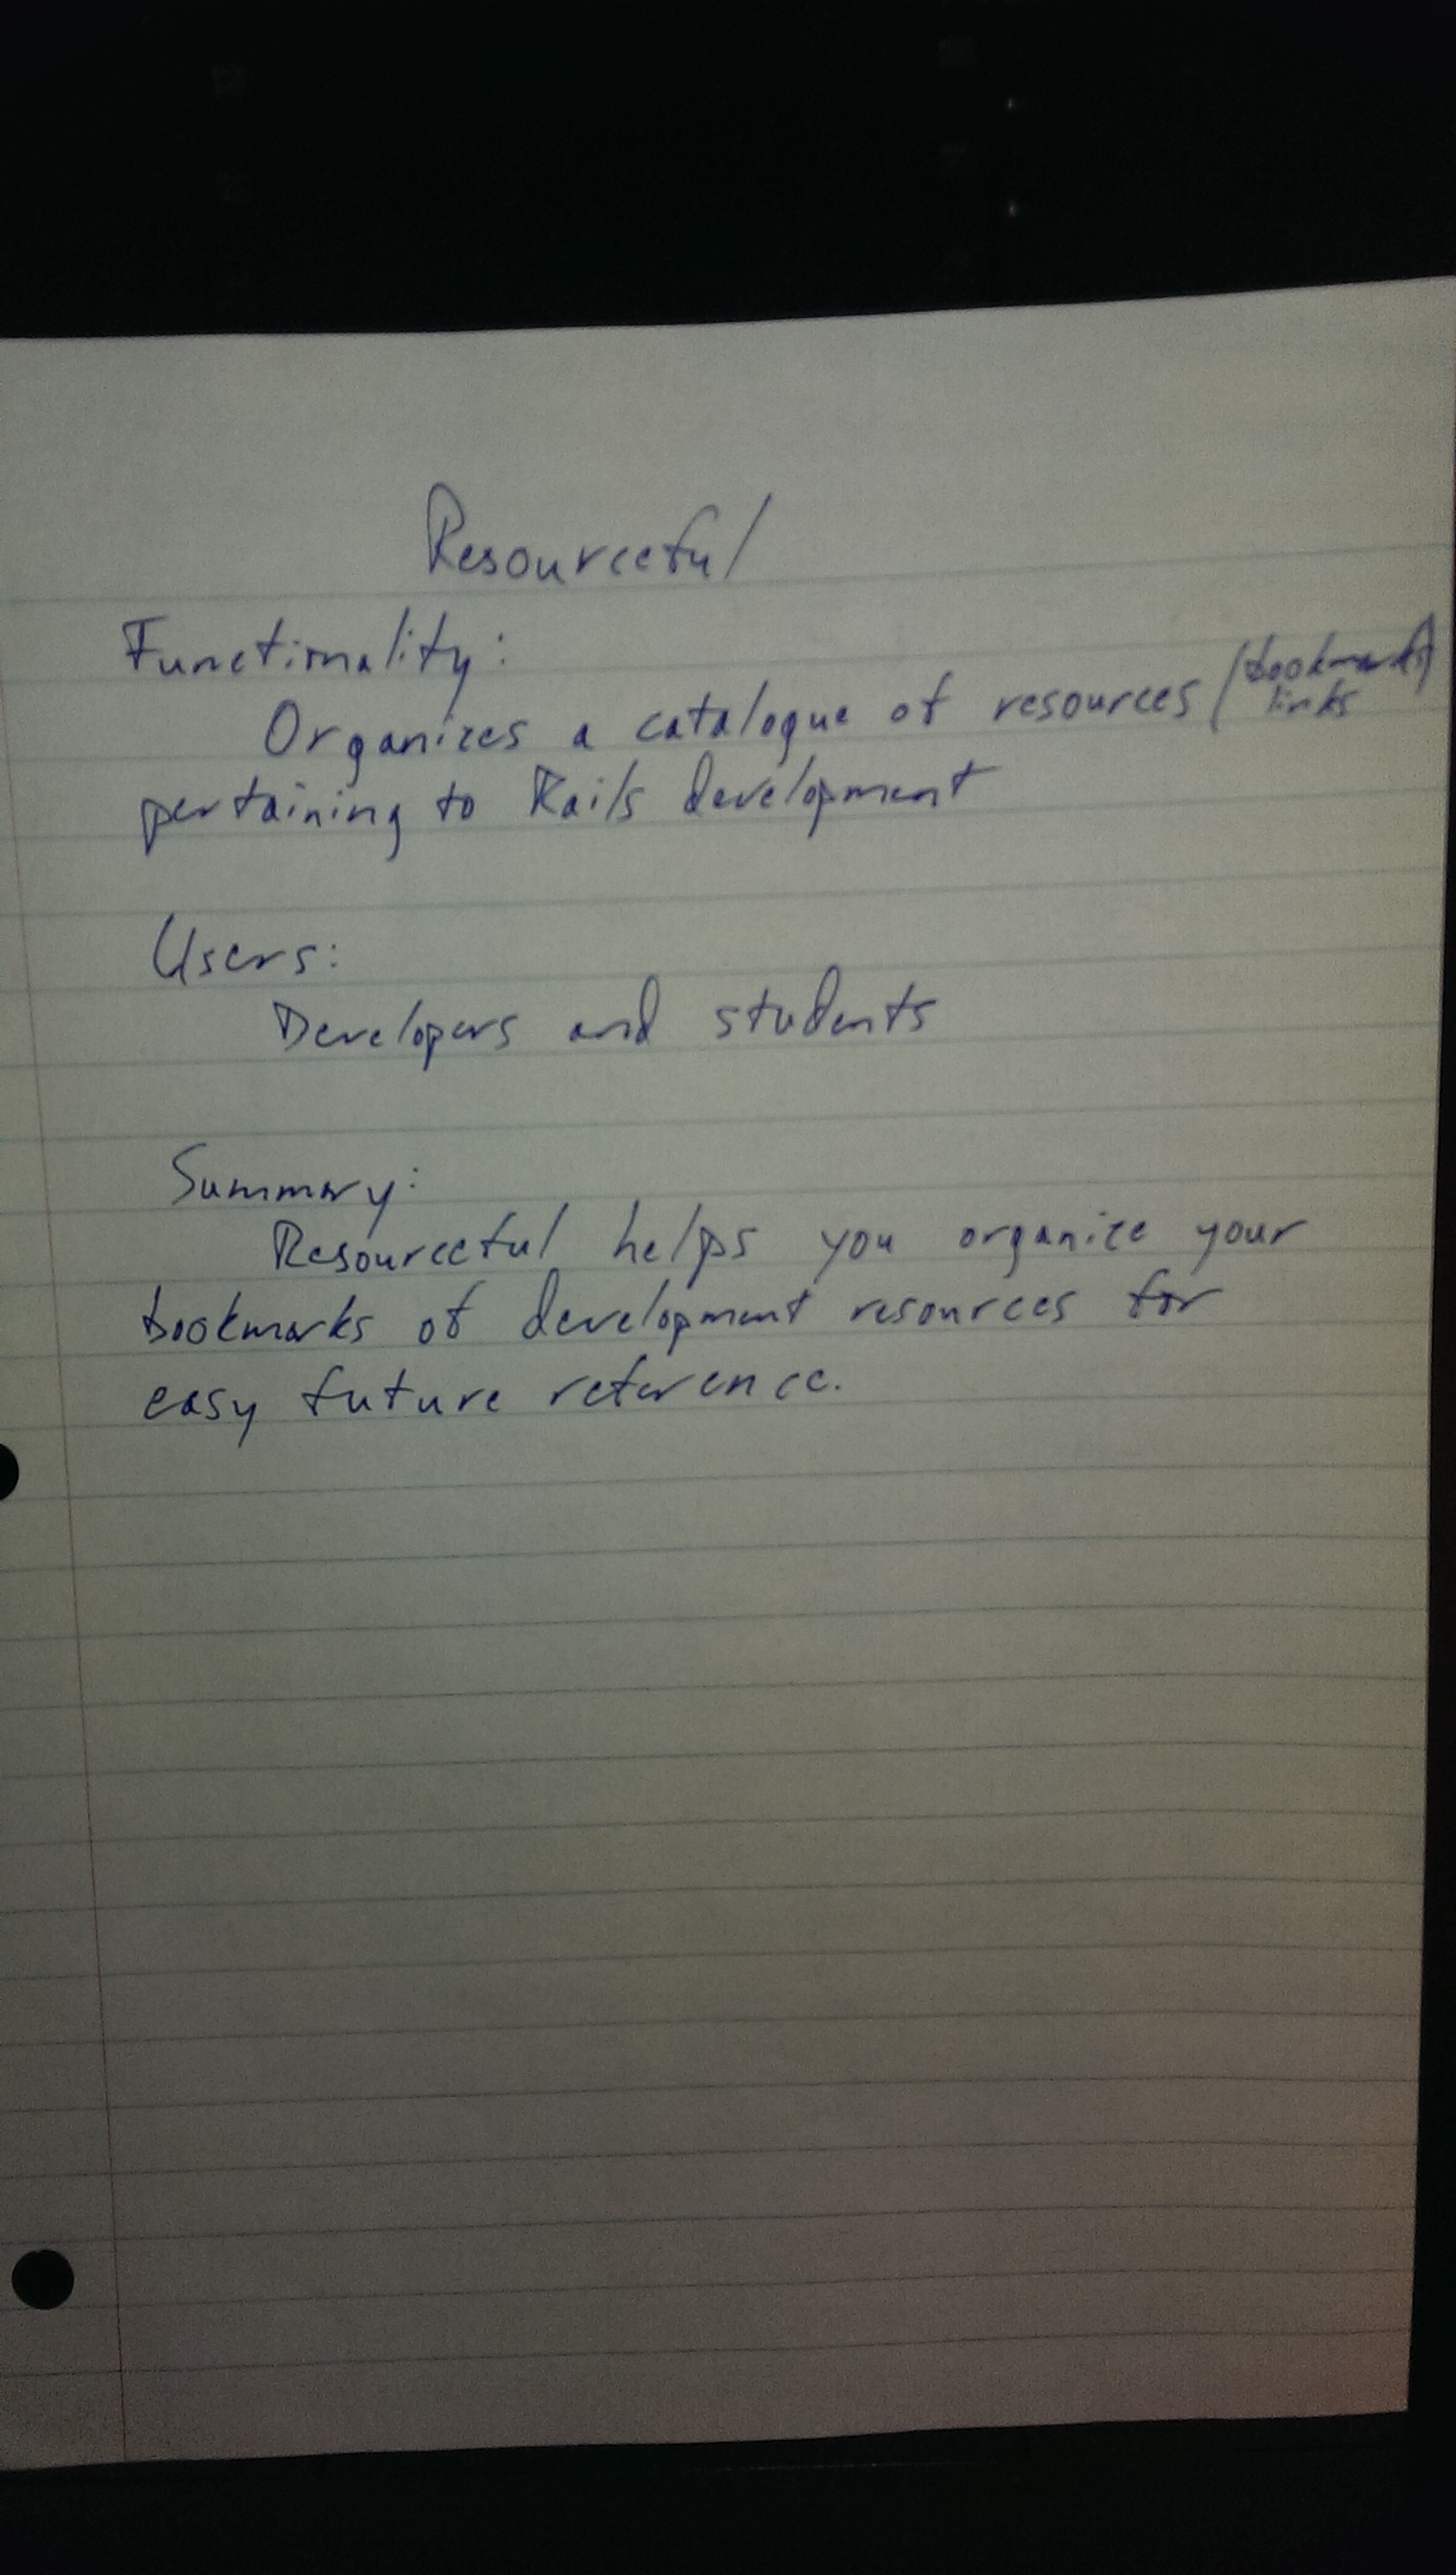 Resourceful
Functionality:
Organizes a catalogue of resources (bookmarks/
links
pertaining to Rails development
Users:
Developers and students
Summary:
Resourceful helps you organize your
bookmarks of development resources for
easy future reference.